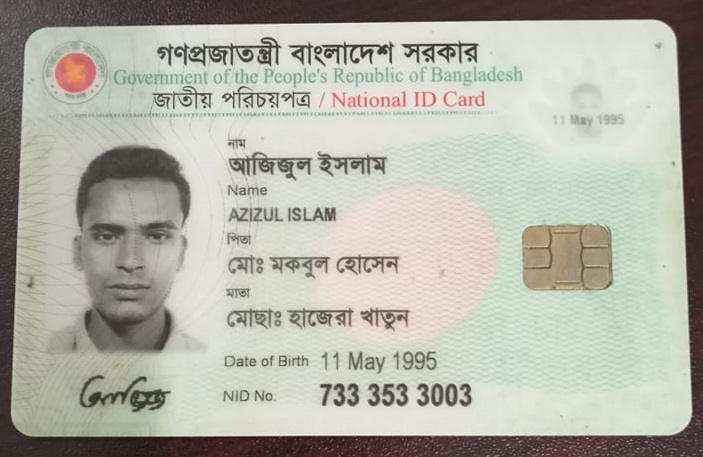 গণপ্রজাতন্ত্রী বাংলাদেশ সরকার
Government of the People's Republic of Bangladesh
জাতীয় পরিচয়পত্র / National ID Card
11 May 1995
নাম
আজিজুল ইসলাম
Name
AZIZUL ISLAM
পিতা
মোঃ মকবুল হোসেন
মাতা
মোছাঃ হাজেরা খাতুন
Date of Birth 11 May 1995
NID No. 733 353 3003